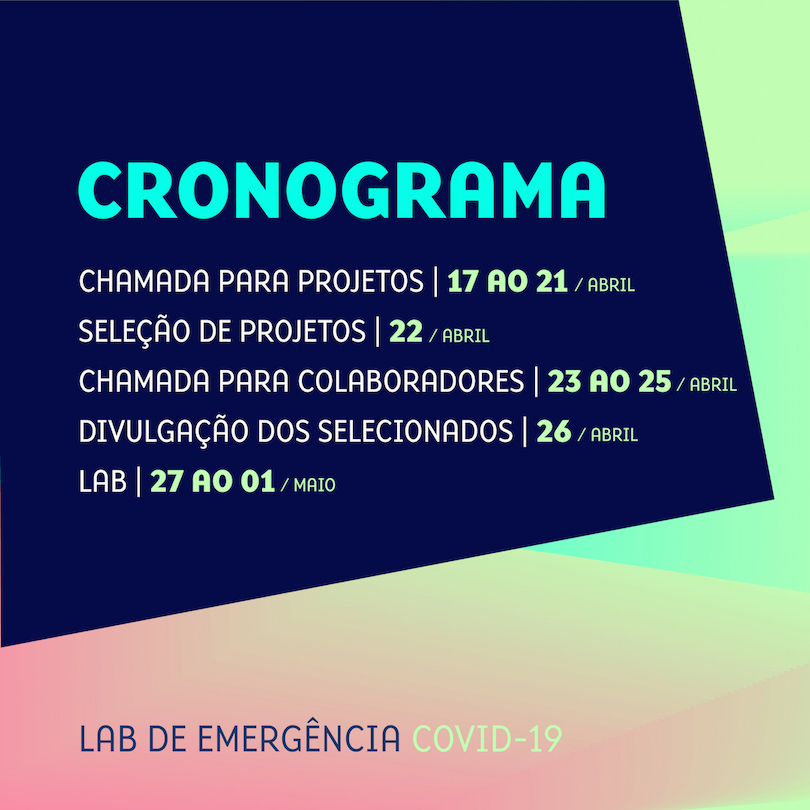 CRONOGRAMA
CHAMADA PARA PROJETOS | 17 AO 21 / ABRIL
SELEÇÃO DE PROJETOS | 22 / ABRIL
CHAMADA PARA COLABORADORES | 23 AO 25 / ABRIL
DIVULGAÇÃO DOS SELECIONADOS | 26 / ABRIL
LAB | 27 AO 01 / MAIO
LAB DE EMERGÊNCIA COVID-19